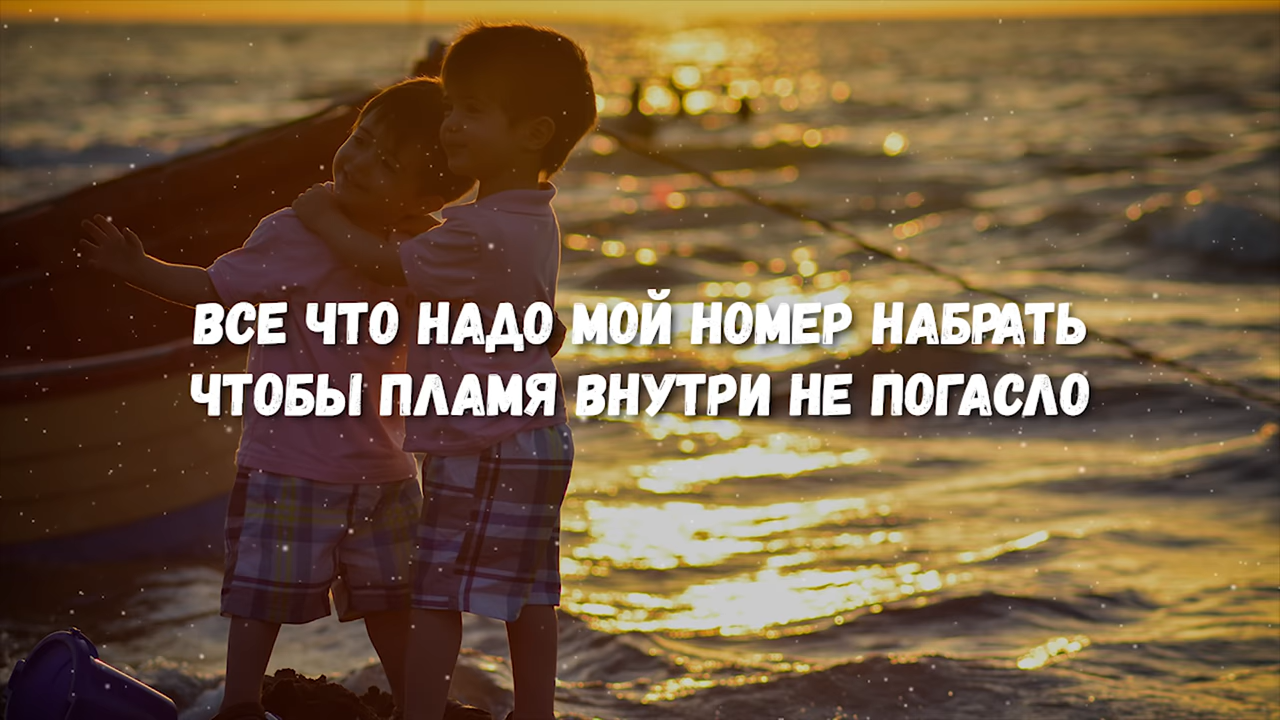 ВСЕ ЧТО НАДО МОЙ НОМЕР НАБРАТЬ
ЧТОБЫ ПЛАМЯ ВНУТРИ НЕ ПОГАСЛО